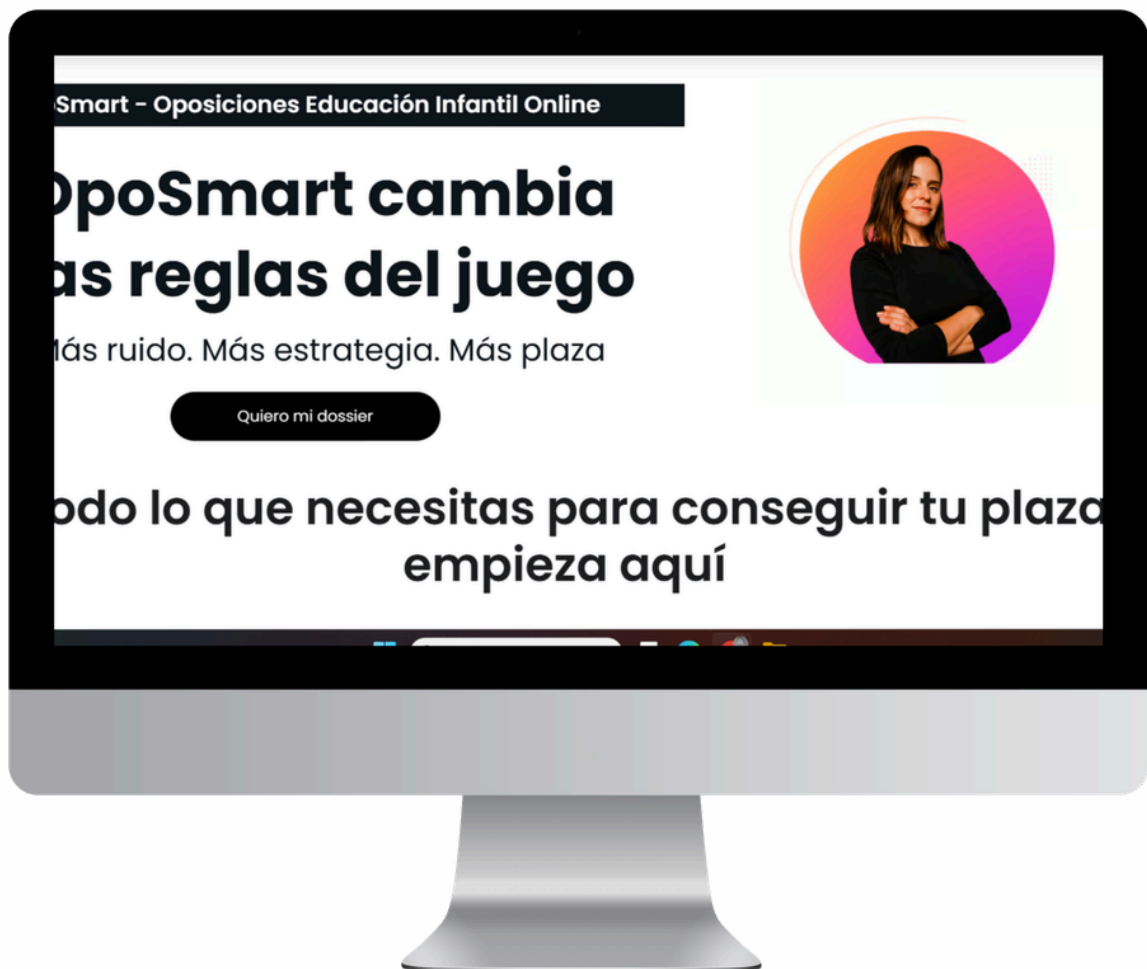 oSmart - Oposiciones Educación Infantil Online
OpoSmart cambia
as reglas del juego
Más ruido. Más estrategia. Más plaza
Quiero mi dossier
odo lo que necesitas para conseguir tu plaza
empieza aquí